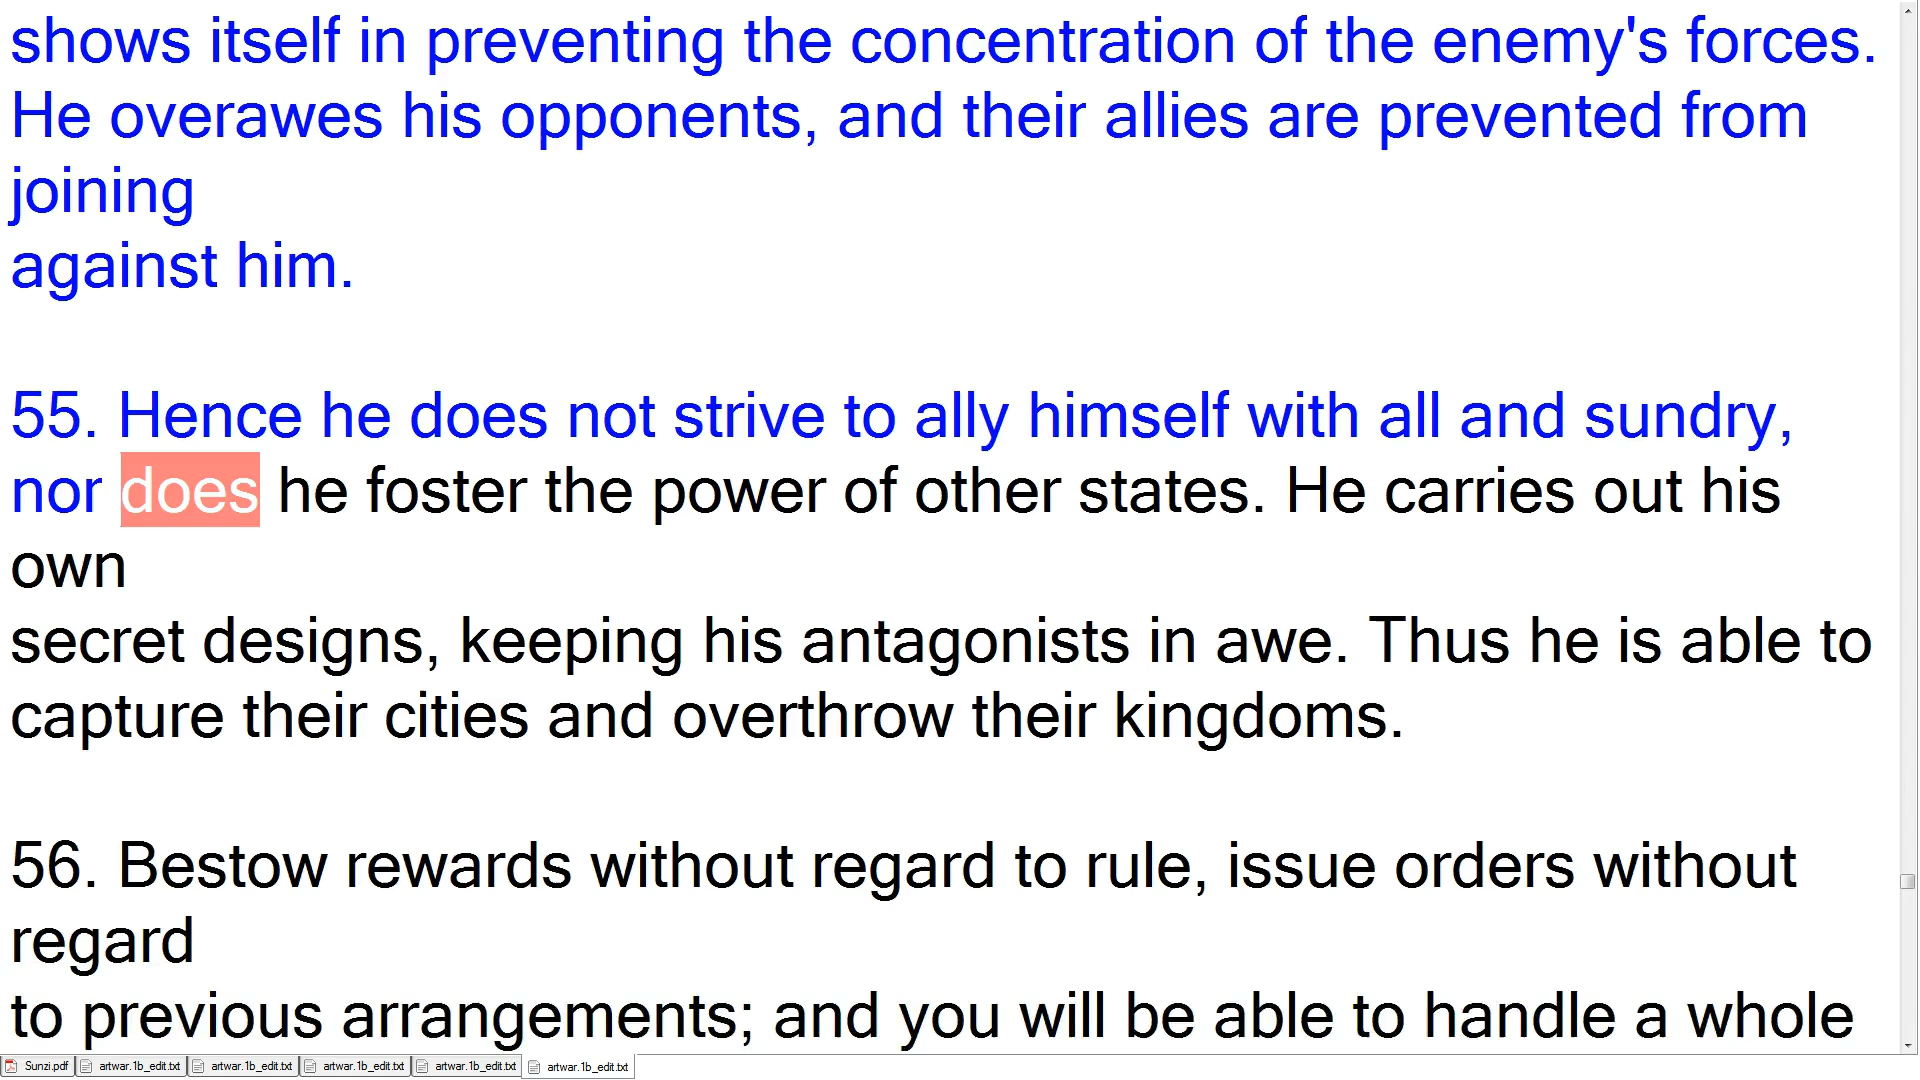 shows itself in preventing the concentration of the enemy's forces.
He overawes his opponents, and their allies are prevented from
joining
against him.
55. Hence he does not strive to ally himself with all and sundry,
nor does he foster the power of other states. He carries out his
own
secret designs, keeping his antagonists in awe. Thus he is able to
capture their cities and overthrow their kingdoms.
56. Bestow rewards without regard to rule, issue orders without
regard
to previous arrangements; and you will be able to handle a whole
Sunzi.pdf artwar.1b_edit.txt artwar.1b_edit.txt artwar.1b_edit.txt artwar.1b_edit.txt artwar.1b_edit.txt